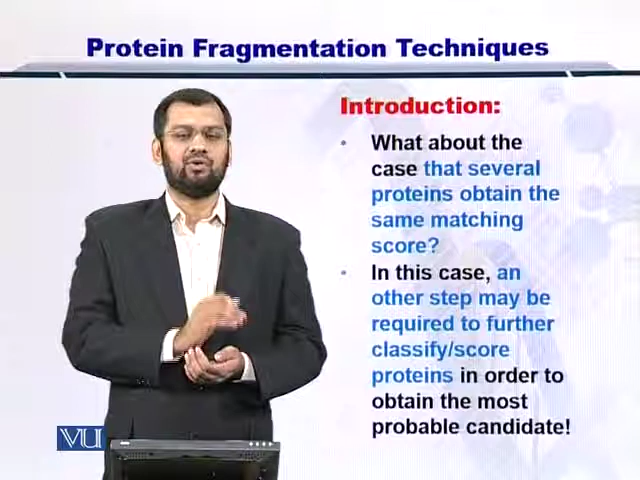 Protein Fragmentation Techniques
Introduction:
• What about the
case that several
proteins obtain the
same matching
score?
• In this case, an
other step may be
required to further
classify/score
proteins in order to
obtain the most
probable candidate!
VU